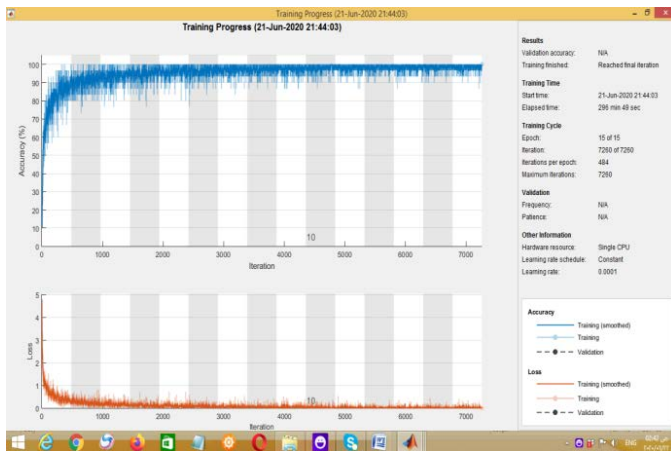 Training Progress (21-Jun-2020 21:44:03)
Training Progress (21-Jun-2020 21:44:03)
100
90
80
70
60
50
40
30
20
10
0
Accuracy (%)
10
0
1000
2000
3000
4000
5000
6000
7000
Iteration
5
4
3
2
1
0
Loss
10
0
1000
2000
3000
4000
5000
6000
7000
Iteration
Results
Validation accuracy: N/A
Training finished: Reached final iteration
Training Time
Start time: 21-Jun-2020 21:44:03
Elapsed time: 296 min 49 sec
Training Cycle
Epoch: 15 of 15
Iteration: 7260 of 7260
Iterations per epoch: 484
Maximum iterations: 7260
Validation
Frequency: N/A
Patience: N/A
Other Information
Hardware resource: Single CPU
Learning rate schedule: Constant
Learning rate: 0.0001
Accuracy
Training (smoothed)
Training
Validation
Loss
Training (smoothed)
Training
Validation
ENG